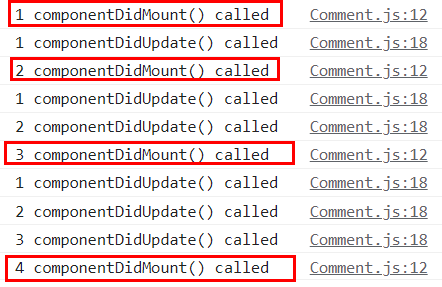 1 componentDidMount() called Comment.js:12
1 componentDidUpdate() called Comment.js:18
2 componentDidMount() called Comment.js:12
1 componentDidUpdate() called Comment.js:18
2 componentDidUpdate() called Comment.js:18
3 componentDidMount() called Comment.js:12
1 componentDidUpdate() called Comment.js:18
2 componentDidUpdate() called Comment.js:18
3 componentDidUpdate() called Comment.js:18
4 componentDidMount() called Comment.js:12